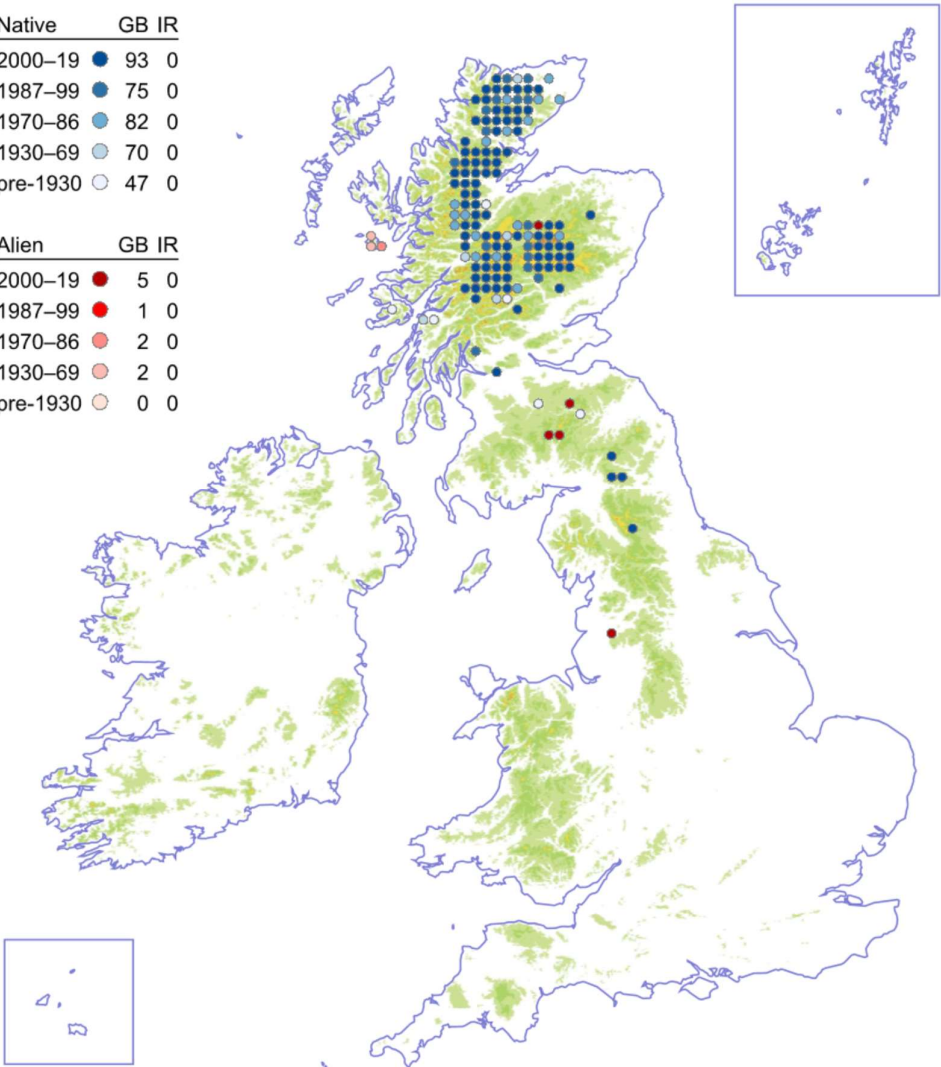 Native GB IR
2000–19 93 0
1987–99 75 0
1970–86 82 0
1930–69 70 0
pre-1930 47 0
Alien GB IR
2000–19 5 0
1987–99 1 0
1970–86 2 0
1930–69 2 0
pre-1930 0 0